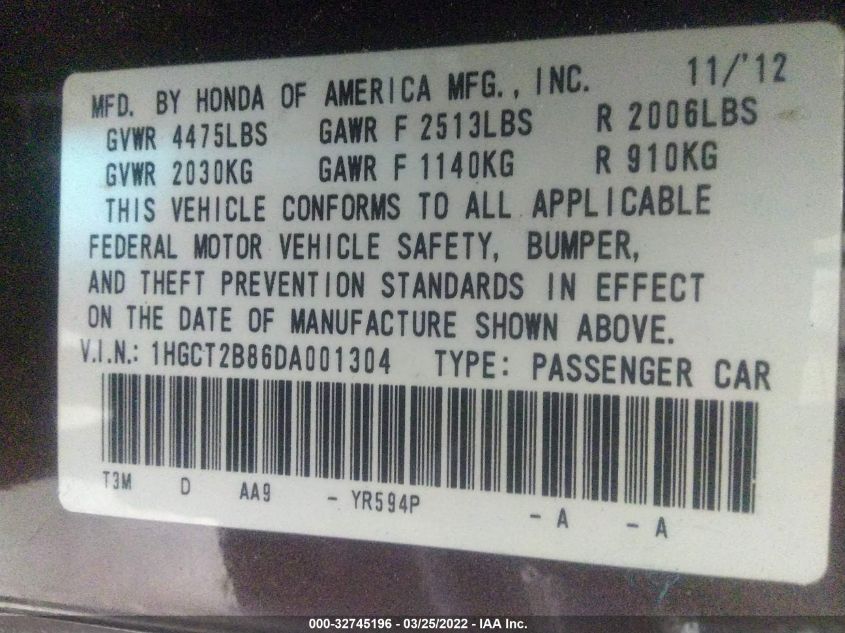 MFD. BY HONDA OF AMERICA MFG., INC. 11/'12
GVWR 4475LBS GAWR F 2513LBS R 2006LBS
GVWR 2030KG GAWR F 1140KG R 910KG
THIS VEHICLE CONFORMS TO ALL APPLICABLE
FEDERAL MOTOR VEHICLE SAFETY, BUMPER,
AND THEFT PREVENTION STANDARDS IN EFFECT
ON THE DATE OF MANUFACTURE SHOWN ABOVE.
V.I.N.: 1HGCT2B86DA001304 TYPE: PASSENGER CAR
T3M D AA9 - YR594P - A - A
000-32745196 - 03/25/2022 - IAA Inc.